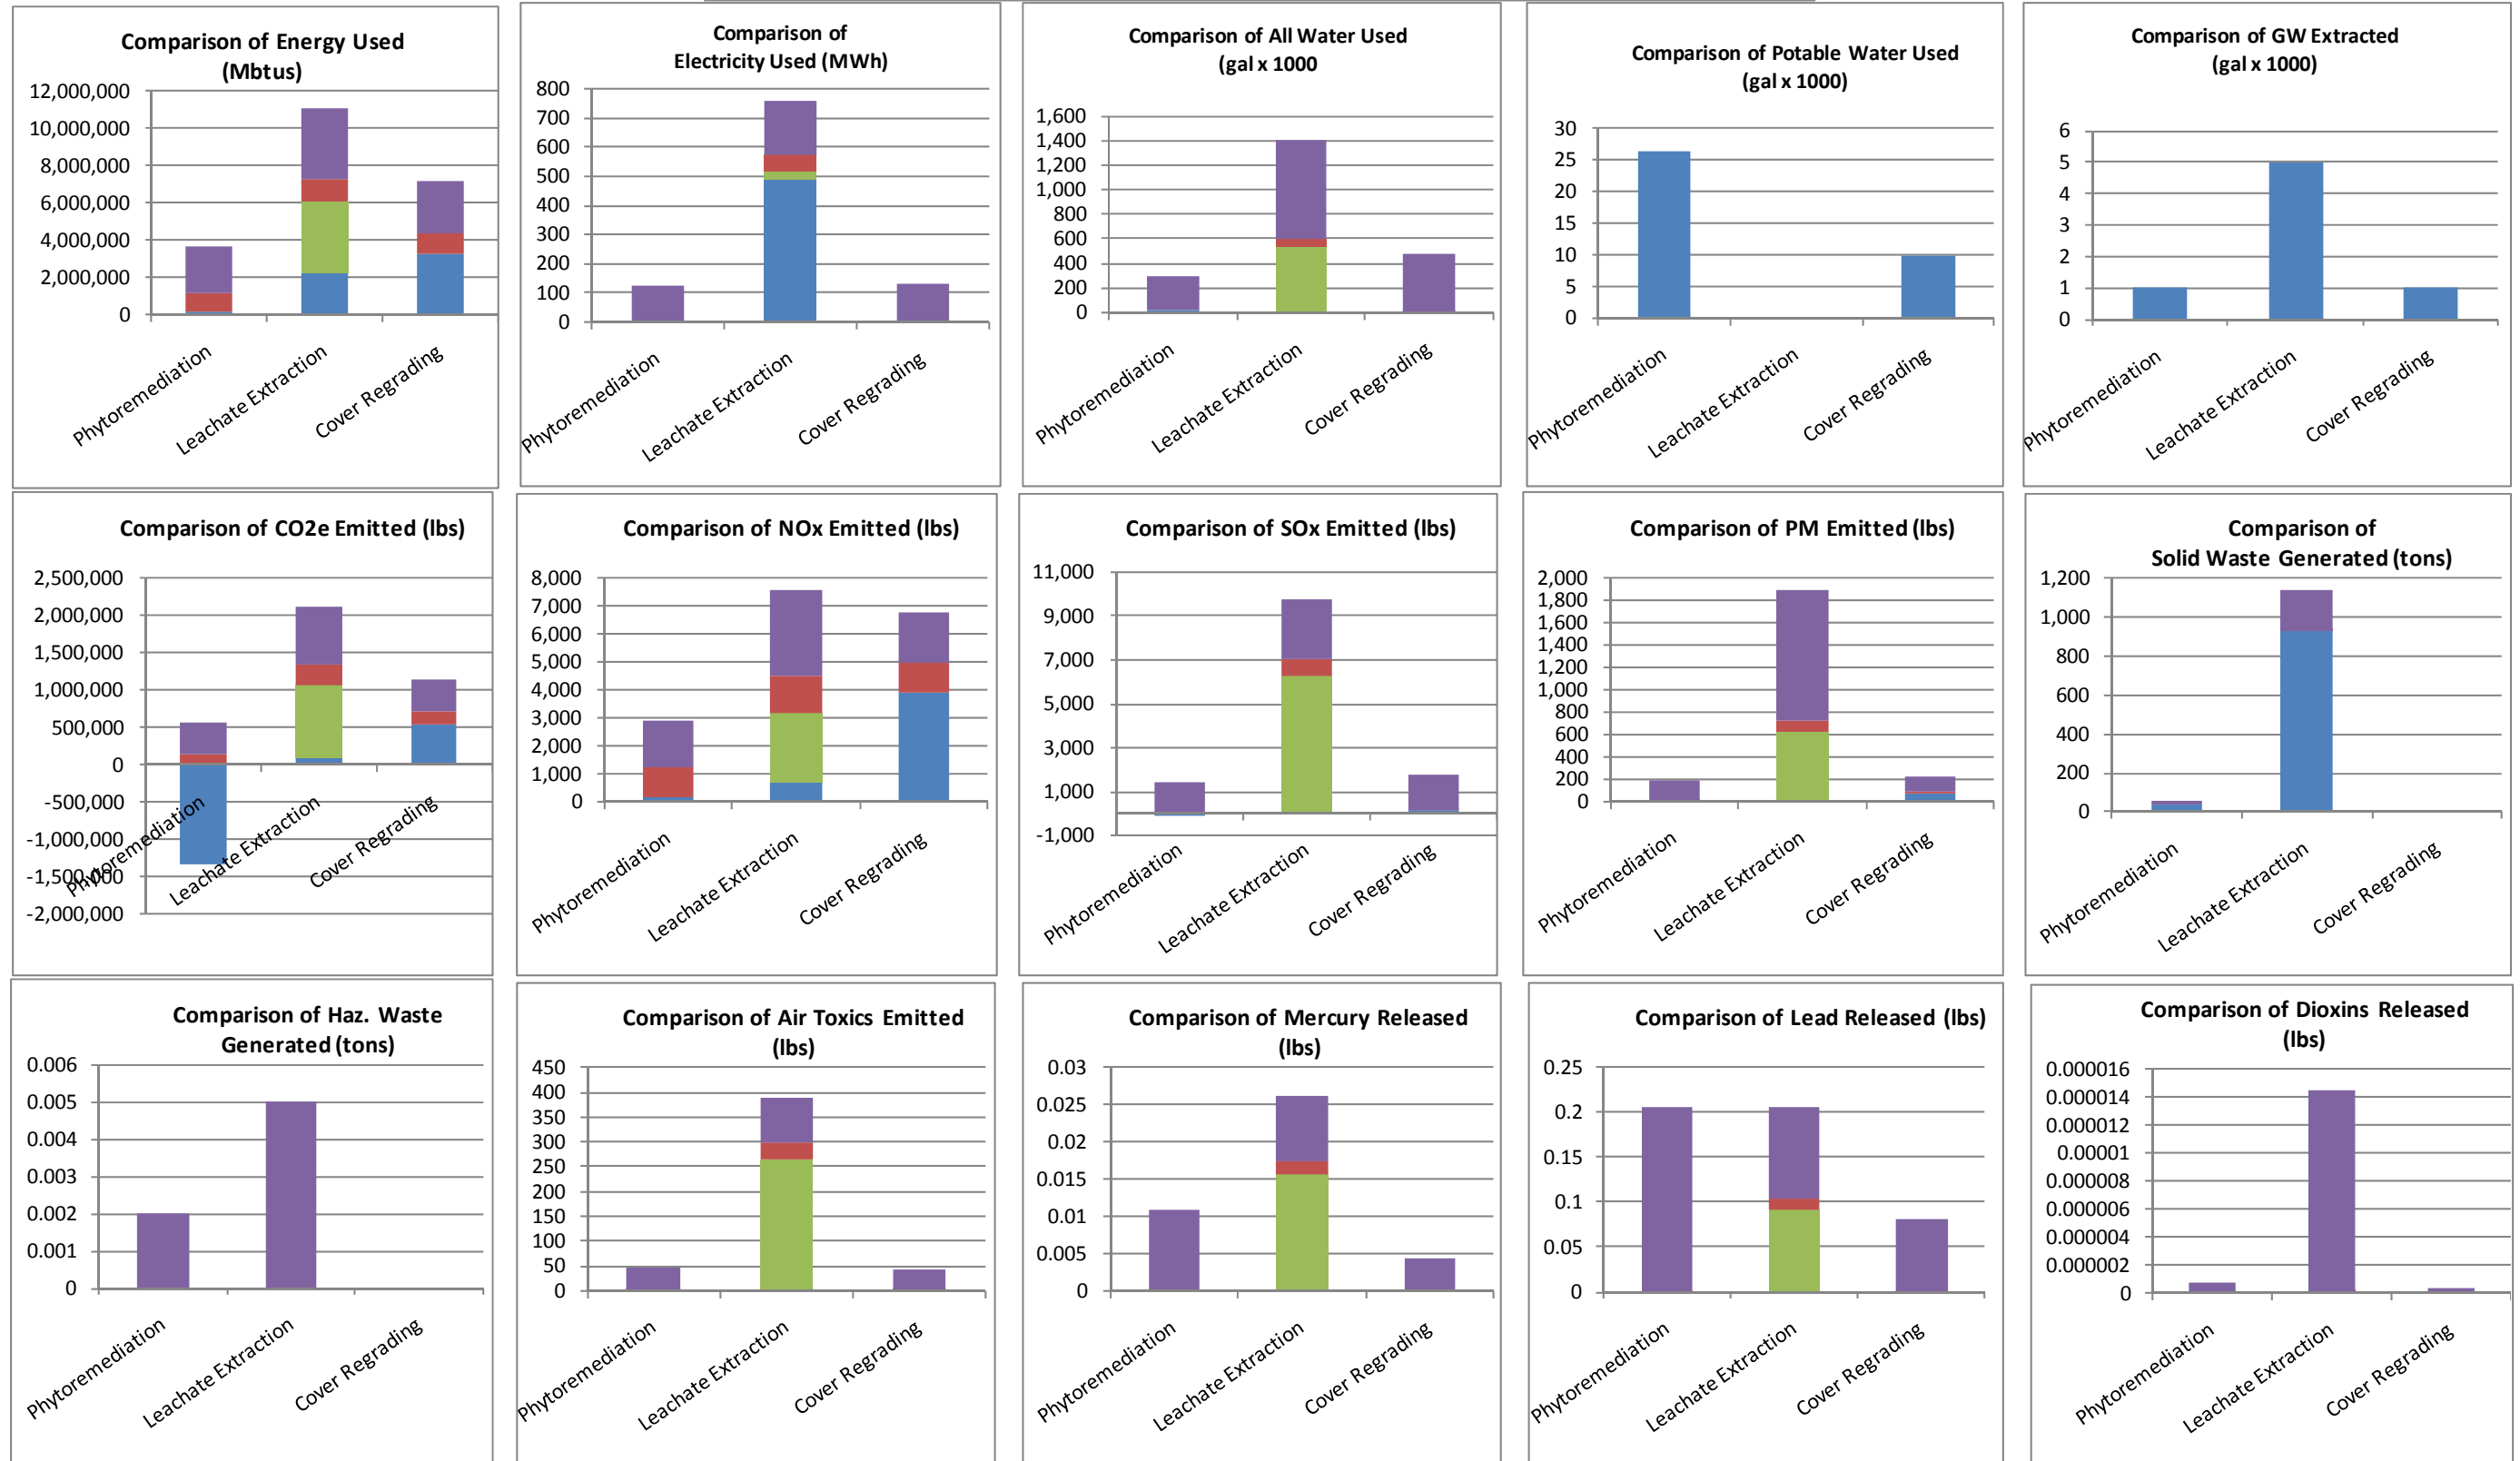 Comparison of Energy Used
(Mbtus)
12,000,000
10,000,000
8,000,000
6,000,000
4,000,000
2,000,000
0
Phytoremediation
Leachate Extraction
Cover Regrading
Comparison of
Electricity Used (MWh)
800
700
600
500
400
300
200
100
0
Phytoremediation
Leachate Extraction
Cover Regrading
Comparison of All Water Used
(gal x 1000
1,600
1,400
1,200
1,000
800
600
400
200
0
Phytoremediation
Leachate Extraction
Cover Regrading
Comparison of Potable Water Used
(gal x 1000)
30
25
20
15
10
5
0
Phytoremediation
Leachate Extraction
Cover Regrading
Comparison of GW Extracted
(gal x 1000)
6
5
4
3
2
1
0
Phytoremediation
Leachate Extraction
Cover Regrading
Comparison of CO2e Emitted (lbs)
2,500,000
2,000,000
1,500,000
1,000,000
500,000
0
-500,000
-1,000,000
-1,500,000
-2,000,000
Phytoremediation
Leachate Extraction
Cover Regrading
Comparison of NOx Emitted (lbs)
8,000
7,000
6,000
5,000
4,000
3,000
2,000
1,000
0
Phytoremediation
Leachate Extraction
Cover Regrading
Comparison of SOx Emitted (lbs)
11,000
9,000
7,000
5,000
3,000
1,000
-1,000
Phytoremediation
Leachate Extraction
Cover Regrading
Comparison of PM Emitted (lbs)
2,000
1,800
1,600
1,400
1,200
1,000
800
600
400
200
0
Phytoremediation
Leachate Extraction
Cover Regrading
Comparison of
Solid Waste Generated (tons)
1,200
1,000
800
600
400
200
0
Phytoremediation
Leachate Extraction
Cover Regrading
Comparison of Haz. Waste
Generated (tons)
0.006
0.005
0.004
0.003
0.002
0.001
0
Phytoremediation
Leachate Extraction
Cover Regrading
Comparison of Air Toxics Emitted
(lbs)
450
400
350
300
250
200
150
100
50
0
Phytoremediation
Leachate Extraction
Cover Regrading
Comparison of Mercury Released
(lbs)
0.03
0.025
0.02
0.015
0.01
0.005
0
Phytoremediation
Leachate Extraction
Cover Regrading
Comparison of Lead Released (lbs)
0.25
0.2
0.15
0.1
0.05
0
Phytoremediation
Leachate Extraction
Cover Regrading
Comparison of Dioxins Released
(lbs)
0.000016
0.000014
0.000012
0.00001
0.000008
0.000006
0.000004
0.000002
0
Phytoremediation
Leachate Extraction
Cover Regrading